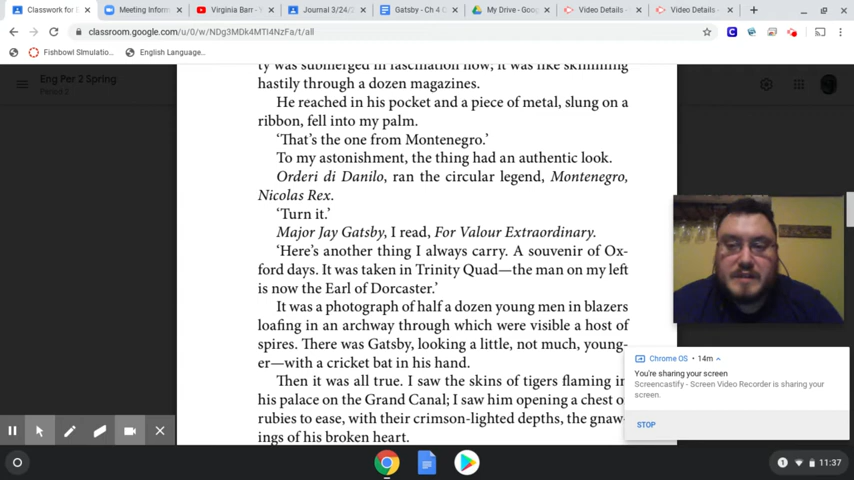 Classwork for E
Meeting Inform
Virginia Barr - Y
Journal 3/24/2
Gatsby - Ch 4 C
My Drive - Goog
Video Details -
Video Details -
classroom.google.com/u/0/w/NDg3MDk4MTI4NzFa/t/all
Fishbowl SImulatio...
English Language...
Eng Per 2 Spring
Period 2
ty was submerged in fascination now; it was like skimming
hastily through a dozen magazines.
He reached in his pocket and a piece of metal, slung on a
ribbon, fell into my palm.
‘That’s the one from Montenegro.’
To my astonishment, the thing had an authentic look.
Orderi di Danilo, ran the circular legend, Montenegro,
Nicolas Rex.
‘Turn it.’
Major Jay Gatsby, I read, For Valour Extraordinary.
‘Here’s another thing I always carry. A souvenir of Ox-
ford days. It was taken in Trinity Quad—the man on my left
is now the Earl of Dorcaster.’
It was a photograph of half a dozen young men in blazers
loafing in an archway through which were visible a host of
spires. There was Gatsby, looking a little, not much, young-
er—with a cricket bat in his hand.
Then it was all true. I saw the skins of tigers flaming in
his palace on the Grand Canal; I saw him opening a chest o
rubies to ease, with their crimson-lighted depths, the gnaw-
ings of his broken heart.
Chrome OS • 14m
You're sharing your screen
Screencastify - Screen Video Recorder is sharing your
screen.
STOP
1
11:37